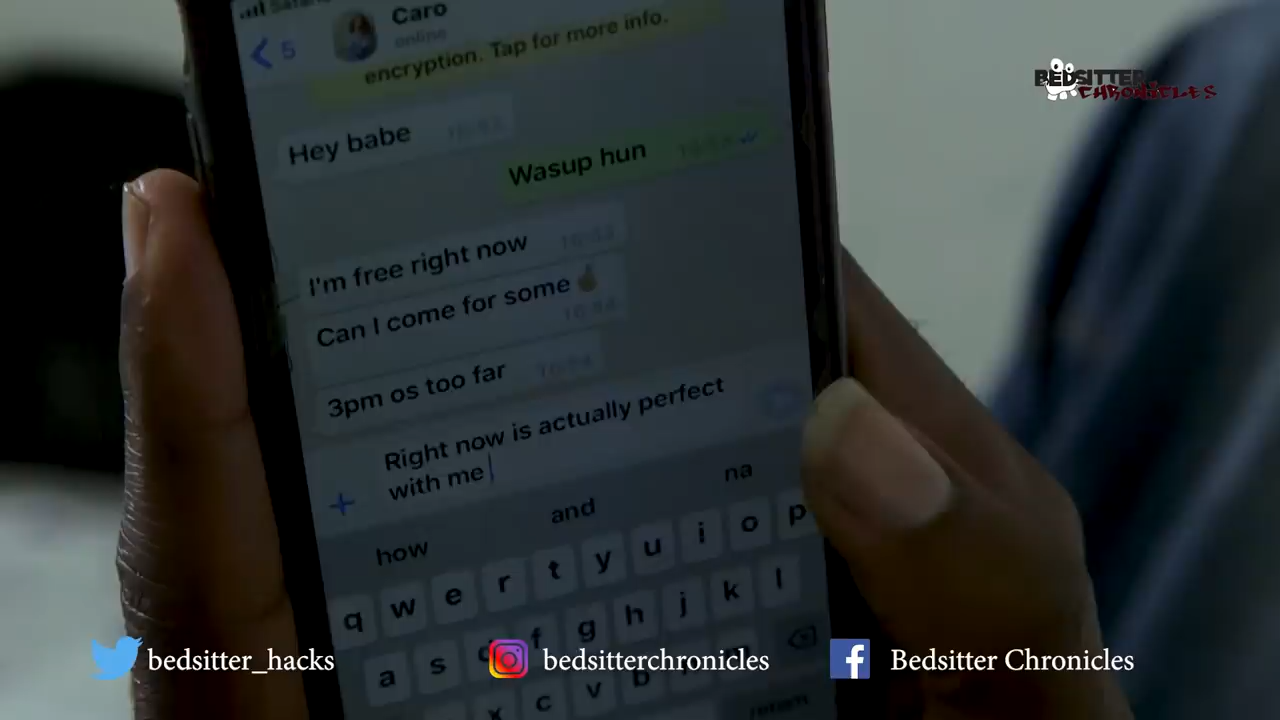 Caro
5
online
encryption. Tap for more info.
BEDSITTER
CHRONICLES
Hey babe
Wasup hun
I'm free right now
Can I come for some
3pm os too far
Right now is actually perfect
with me
how and na
q w e r t y u i o p
a s d f g h j k l
x c v b n m
return
bedsitter_hacks bedsitterchronicles Bedsitter Chronicles